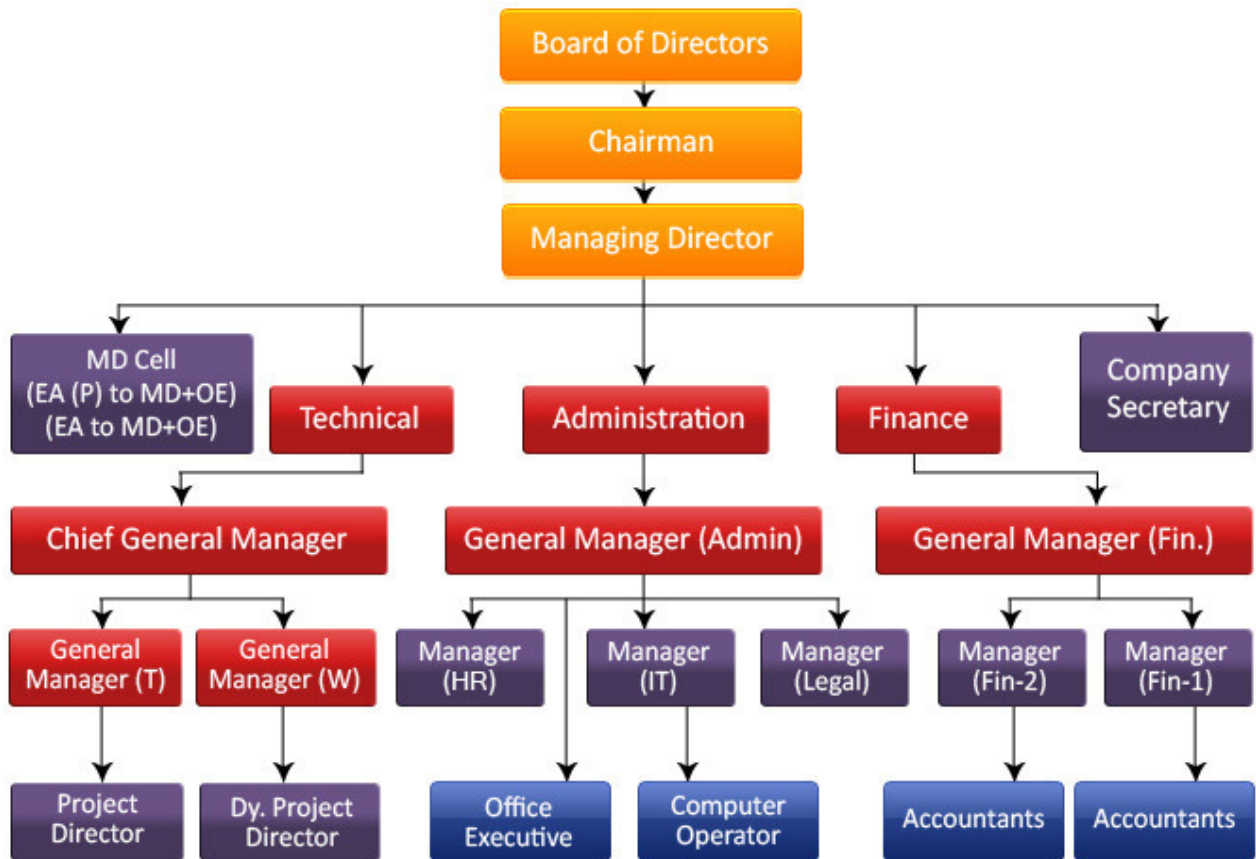 Board of Directors
Chairman
Managing Director
MD Cell
(EA (P) to MD+OE)
(EA to MD+OE)
Technical
Administration
Finance
Company
Secretary
Chief General Manager
General Manager (Admin)
General Manager (Fin.)
General
Manager (T)
General
Manager (W)
Manager
(HR)
Manager
(IT)
Manager
(Legal)
Manager
(Fin-2)
Manager
(Fin-1)
Project
Director
Dy. Project
Director
Office
Executive
Computer
Operator
Accountants
Accountants